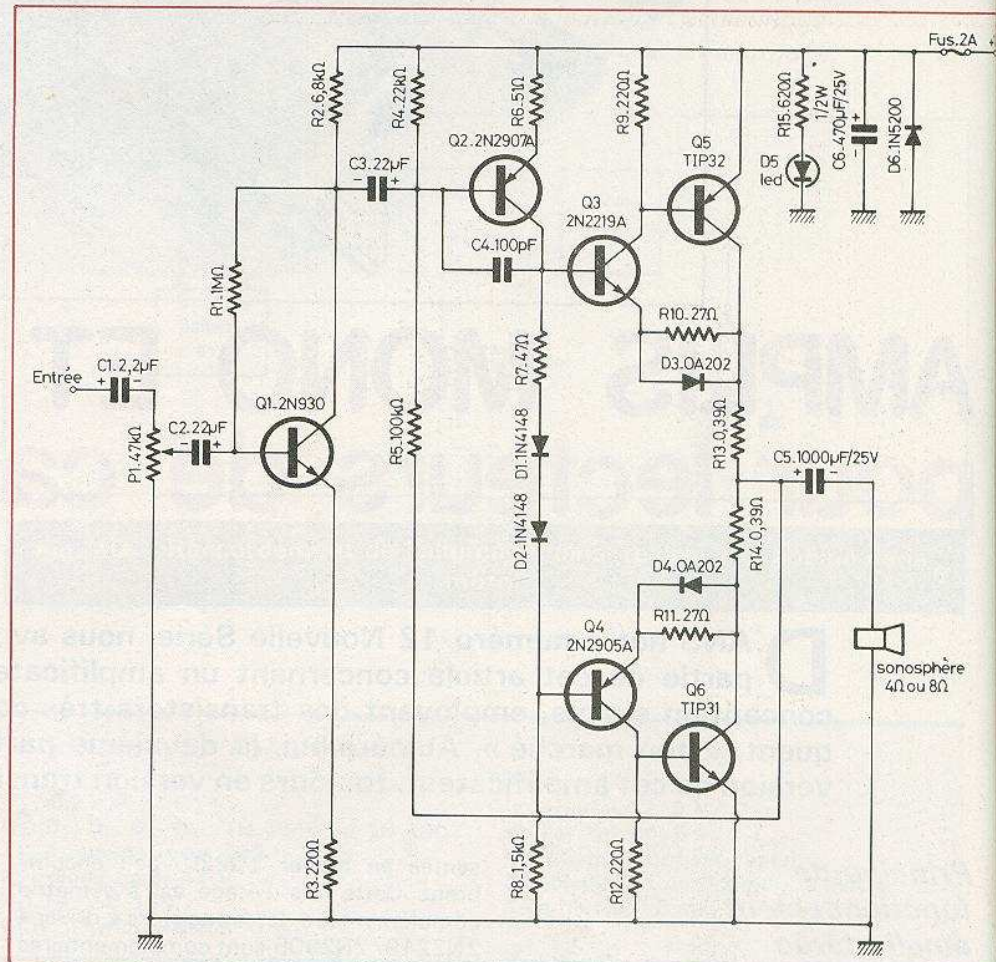 Fus.2A +
R2.6,8kΩ
R4.22kΩ
R6.51Ω
R9.220Ω
R15.620Ω
1/2W
C6.470µF/25V
D6.1N5200
Q2.2N2907A
Q5
TIP32
D5
led
C3.22µF
- +
Q3
2N2219A
C4.100pF
R1.1MΩ
R10.27Ω
D3.OA202
R7.47Ω
C1.2,2µF
Entrée
+ -
Q1.2N930
R5.100kΩ
D1.1N4148
R13.0,39Ω
C5.1000µF/25V
+ -
P1.47kΩ
C2.22µF
- +
D2.1N4148
R14.0,39Ω
D4.OA202
R11.27Ω
Q4
2N2905A
sonosphère
4Ω ou 8Ω
Q6
TIP31
R3.220Ω
R8.1,5kΩ
R12.220Ω